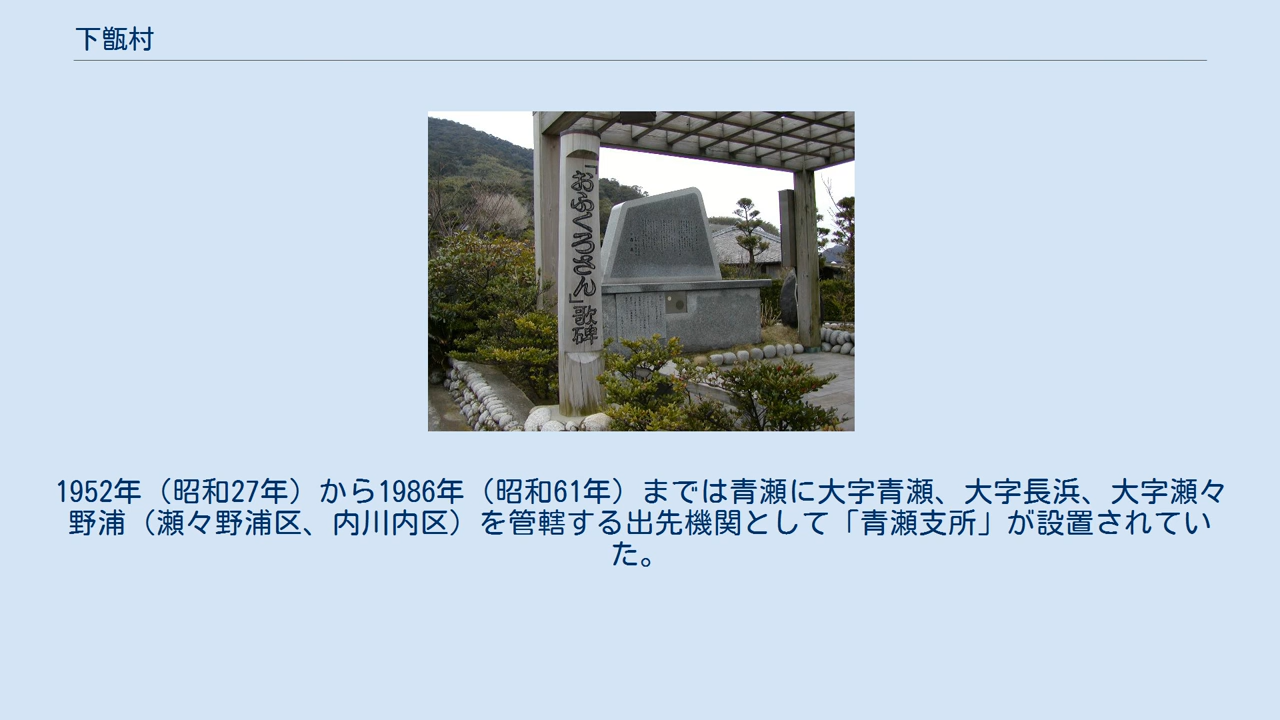 下甑村
「おふくろさん」歌碑
1952年（昭和27年）から1986年（昭和61年）までは青瀬に大字青瀬、大字長浜、大字瀬々
野浦（瀬々野浦区、内川内区）を管轄する出先機関として「青瀬支所」が設置されてい
た。